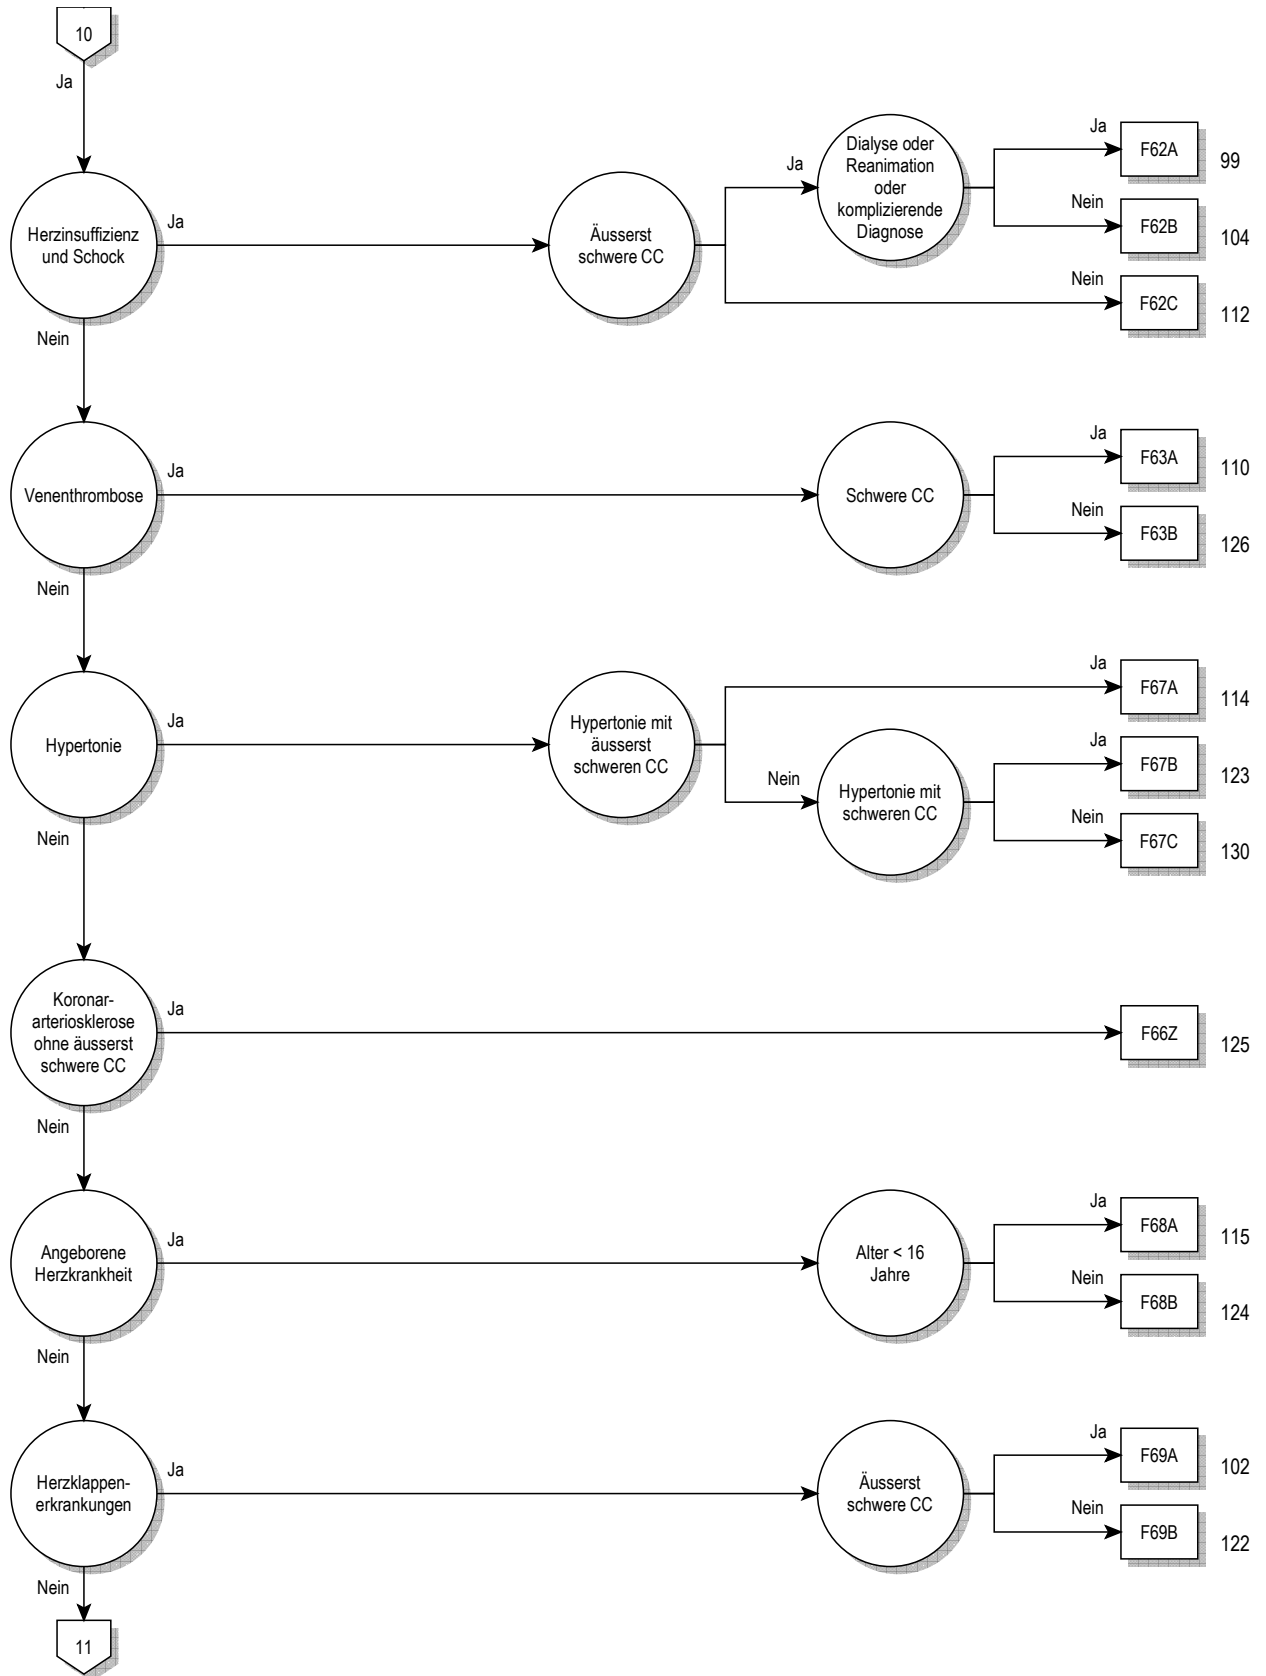 10
Ja
Herzinsuffizienz
und Schock
Ja
Äusserst
schwere CC
Ja
Dialyse oder
Reanimation
oder
komplizierende
Diagnose
Ja
F62A
99
Nein
F62B
104
Nein
F62C
112
Nein
Venenthrombose
Ja
Schwere CC
Ja
F63A
110
Nein
F63B
126
Nein
Hypertonie
Ja
Hypertonie mit
äusserst
schweren CC
Ja
F67A
114
Nein
Hypertonie mit
schweren CC
Ja
F67B
123
Nein
F67C
130
Nein
Koronar-
arteriosklerose
ohne äusserst
schwere CC
Ja
F66Z
125
Nein
Angeborene
Herzkrankheit
Ja
Alter < 16
Jahre
Ja
F68A
115
Nein
F68B
124
Nein
Herzklappen-
erkrankungen
Ja
Äusserst
schwere CC
Ja
F69A
102
Nein
F69B
122
Nein
11